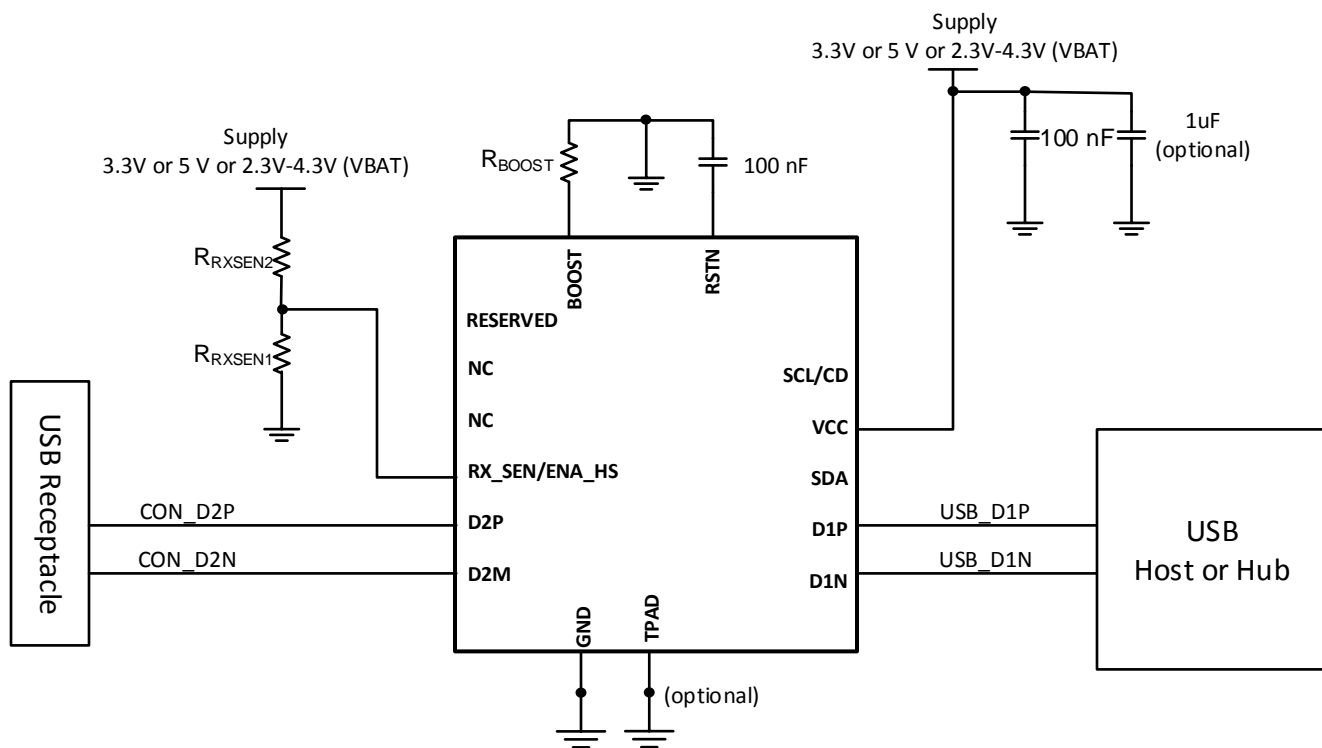 Supply
3.3V or 5 V or 2.3V-4.3V (VBAT)
Supply
3.3V or 5 V or 2.3V-4.3V (VBAT)
RBOOST
100 nF
100 nF
1uF
(optional)
RRXSEN2
RRXSEN1
BOOST
RSTN
RESERVED
NC
NC
RX_SEN/ENA_HS
D2P
D2M
SCL/CD
VCC
SDA
D1P
D1N
GND
TPAD
(optional)
USB Receptacle
CON_D2P
CON_D2N
USB_D1P
USB_D1N
USB
Host or Hub